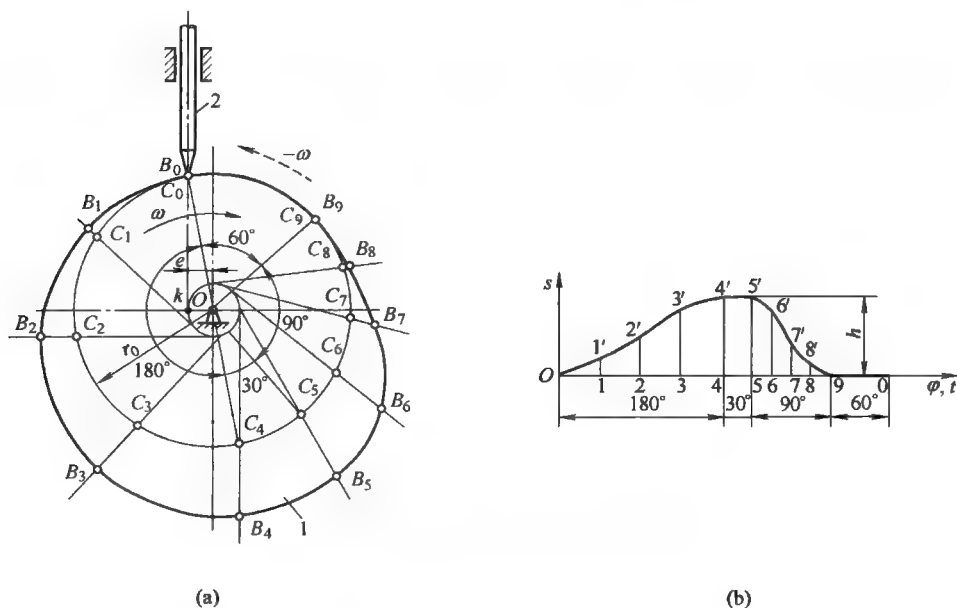 2
B₀
C₀
−ω
B₁
C₁
ω
60°
C₉
B₉
C₈
B₈
e
k
O
C₇
B₇
90°
B₂
C₂
r₀
180°
30°
C₆
B₆
C₅
C₃
C₄
B₃
B₅
B₄
1
(a)
s
1′
2′
3′
4′
5′
6′
7′
8′
h
O
1
2
3
4
5
6
7
8
9
0
φ, t
180°
30°
90°
60°
(b)